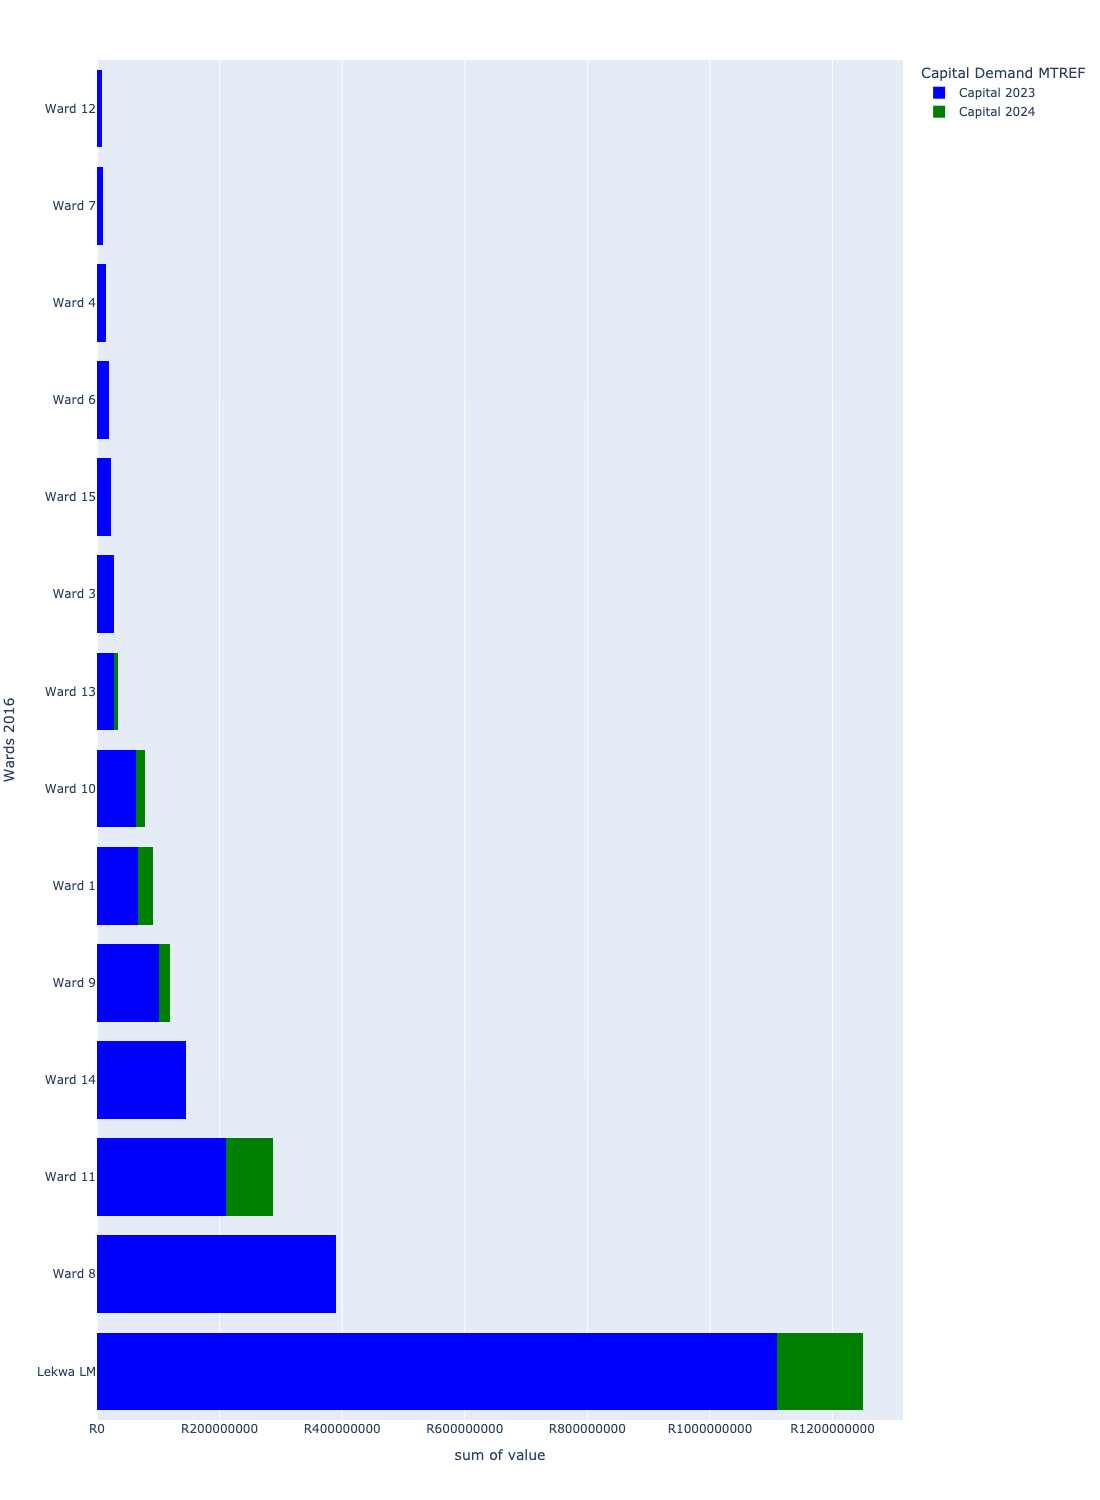 Capital Demand MTREF
Capital 2023
Capital 2024
Wards 2016
Ward 12
Ward 7
Ward 4
Ward 6
Ward 15
Ward 3
Ward 13
Ward 10
Ward 1
Ward 9
Ward 14
Ward 11
Ward 8
Lekwa LM
R0 R200000000 R400000000 R600000000 R800000000 R1000000000 R1200000000
sum of value